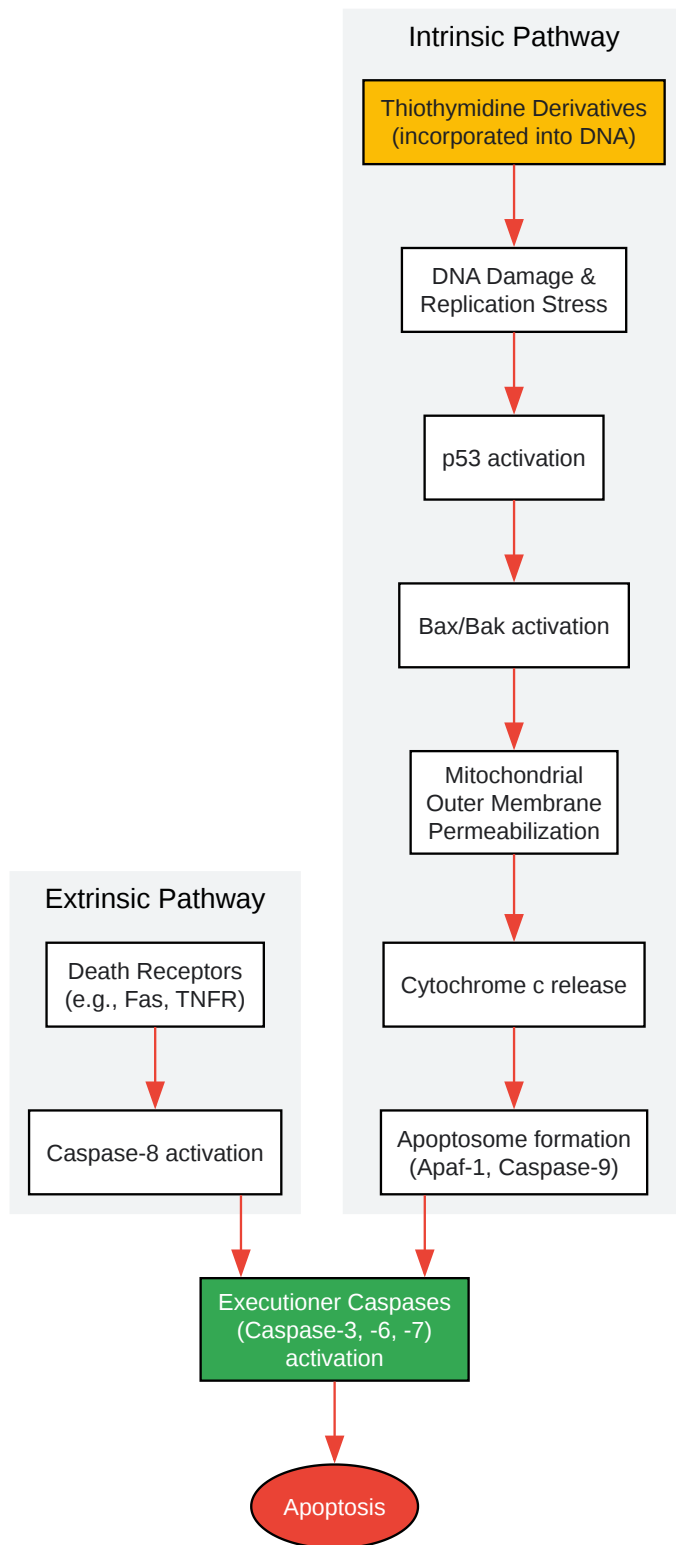 Intrinsic Pathway
Thiothymidine Derivatives
(incorporated into DNA)
DNA Damage &
Replication Stress
p53 activation
Bax/Bak activation
Mitochondrial
Outer Membrane
Permeabilization
Cytochrome c release
Apoptosome formation
(Apaf-1, Caspase-9)
Extrinsic Pathway
Death Receptors
(e.g., Fas, TNFR)
Caspase-8 activation
Executioner Caspases
(Caspase-3, -6, -7)
activation
Apoptosis